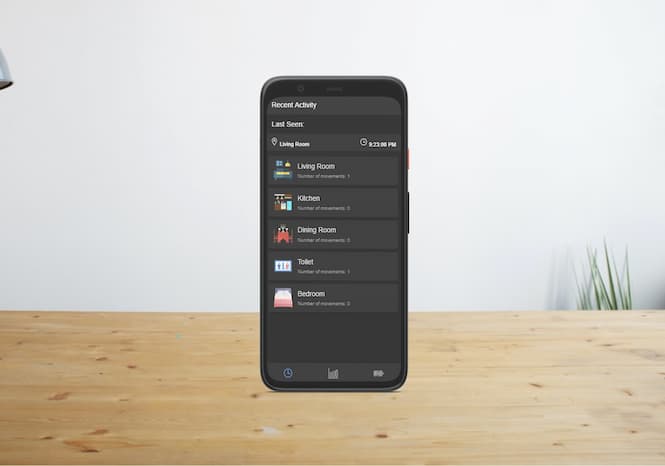 Recent Activity
Last Seen:
Living Room 9:23:00 PM
Living Room
Number of movements: 1
Kitchen
Number of movements: 0
Dining Room
Number of movements: 0
Toilet
Number of movements: 1
Bedroom
Number of movements: 0